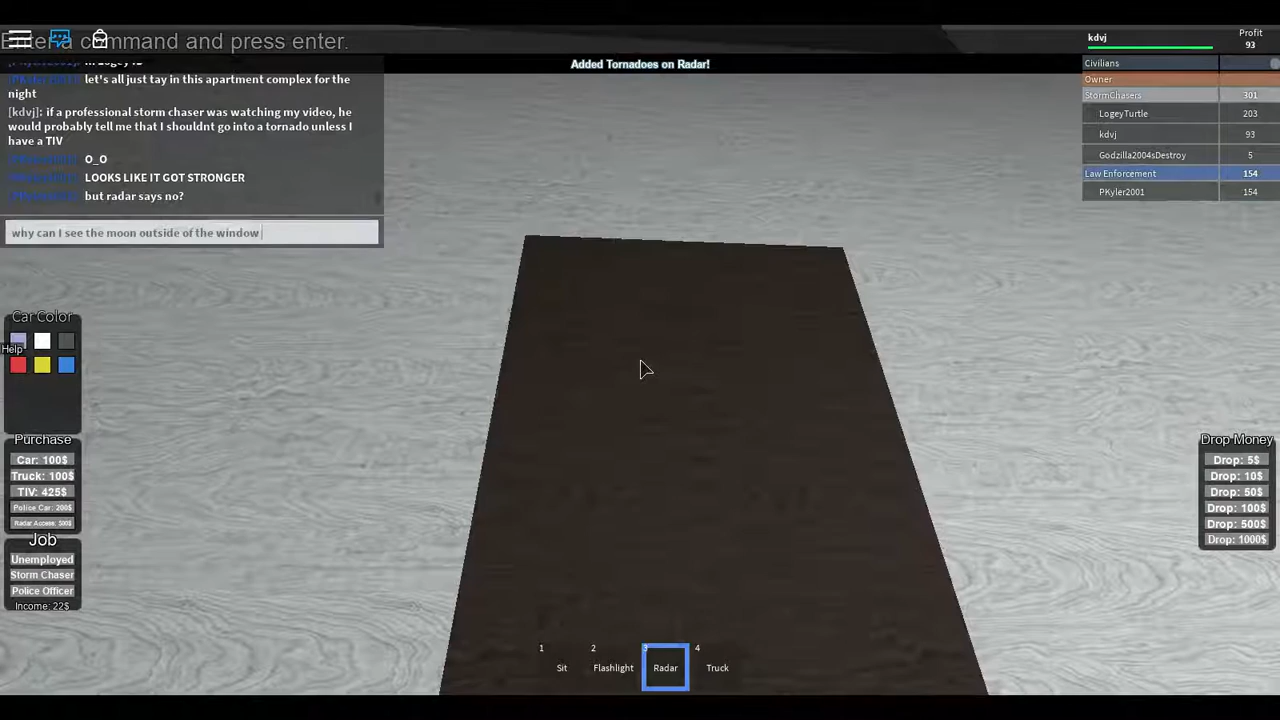 Enter a command and press enter.
kdvj
Profit
93
Added Tornadoes on Radar!
let's all just tay in this apartment complex for the
night
[kdvj]: if a professional storm chaser was watching my video, he
would probably tell me that I shouldnt go into a tornado unless I
have a TIV
O_O
LOOKS LIKE IT GOT STRONGER
but radar says no?
why can I see the moon outside of the window
Civilians
Owner
StormChasers 301
LogeyTurtle 203
kdvj 93
Godzilla2004sDestroy 5
Law Enforcement 154
PKyler2001 154
Car Color
Help
Purchase
Car: 100$
Truck: 100$
TIV: 425$
Police Car: 200$
Radar Access: 500$
Job
Unemployed
Storm Chaser
Police Officer
Income: 22$
Drop Money
Drop: 5$
Drop: 10$
Drop: 50$
Drop: 100$
Drop: 500$
Drop: 1000$
1 2 3 4
Sit Flashlight Radar Truck